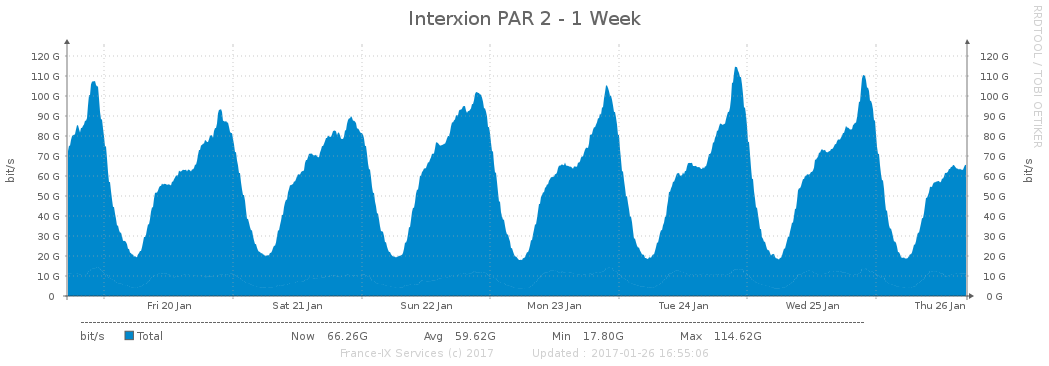 Interxion PAR 2 - 1 Week
RRDTOOL / TOBI OETIKER
bit/s
120 G
110 G
100 G
90 G
80 G
70 G
60 G
50 G
40 G
30 G
20 G
10 G
0
120 G
110 G
100 G
90 G
80 G
70 G
60 G
50 G
40 G
30 G
20 G
10 G
0 G
bit/s
Fri 20 Jan Sat 21 Jan Sun 22 Jan Mon 23 Jan Tue 24 Jan Wed 25 Jan Thu 26 Jan
bit/s Total Now 66.26G Avg 59.62G Min 17.80G Max 114.62G
France-IX Services (c) 2017 Updated : 2017-01-26 16:55:06